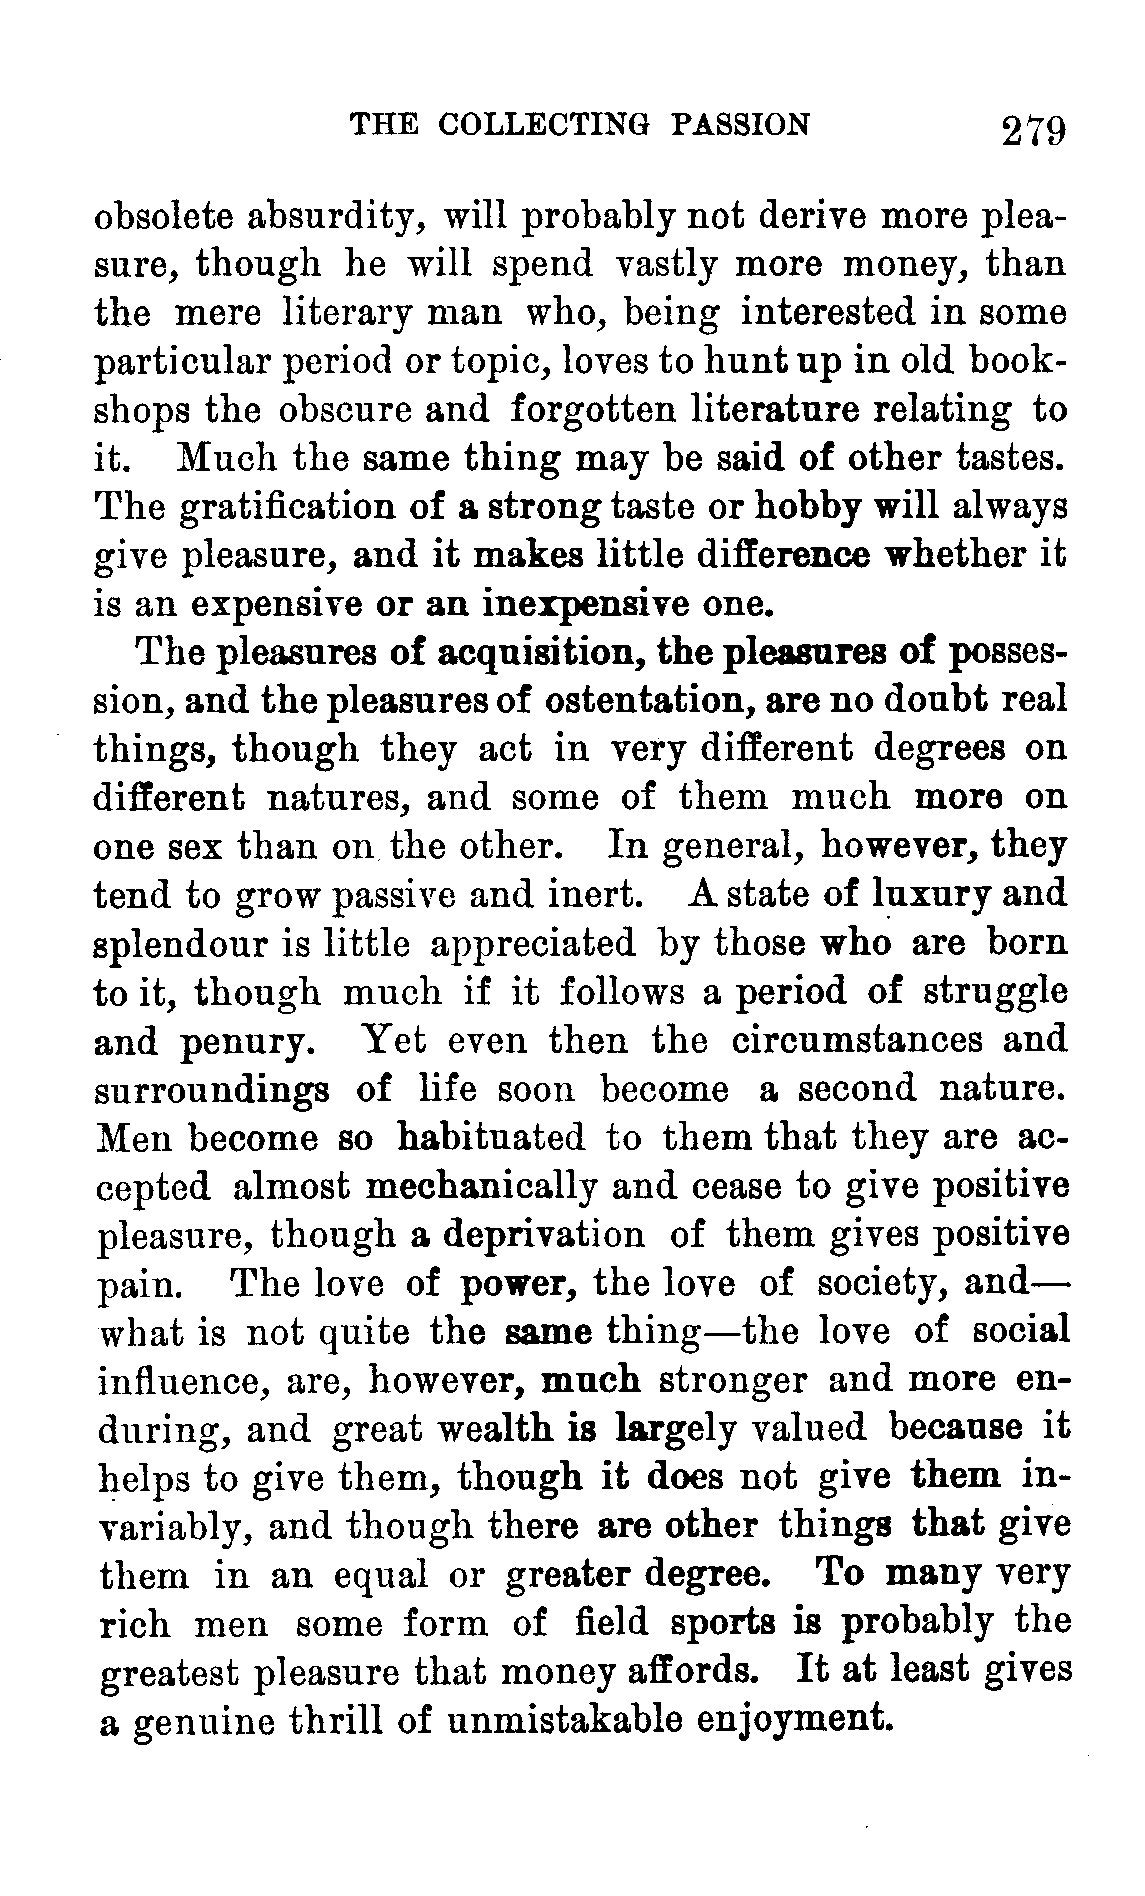 THE COLLECTING PASSION 279
obsolete absurdity, will probably not derive more plea-
sure, though he will spend vastly more money, than
the mere literary man who, being interested in some
particular period or topic, loves to hunt up in old book-
shops the obscure and forgotten literature relating to
it. Much the same thing may be said of other tastes.
The gratification of a strong taste or hobby will always
give pleasure, and it makes little difference whether it
is an expensive or an inexpensive one.
The pleasures of acquisition, the pleasures of posses-
sion, and the pleasures of ostentation, are no doubt real
things, though they act in very different degrees on
different natures, and some of them much more on
one sex than on the other. In general, however, they
tend to grow passive and inert. A state of luxury and
splendour is little appreciated by those who are born
to it, though much if it follows a period of struggle
and penury. Yet even then the circumstances and
surroundings of life soon become a second nature.
Men become so habituated to them that they are ac-
cepted almost mechanically and cease to give positive
pleasure, though a deprivation of them gives positive
pain. The love of power, the love of society, and—
what is not quite the same thing—the love of social
influence, are, however, much stronger and more en-
during, and great wealth is largely valued because it
helps to give them, though it does not give them in-
variably, and though there are other things that give
them in an equal or greater degree. To many very
rich men some form of field sports is probably the
greatest pleasure that money affords. It at least gives
a genuine thrill of unmistakable enjoyment.